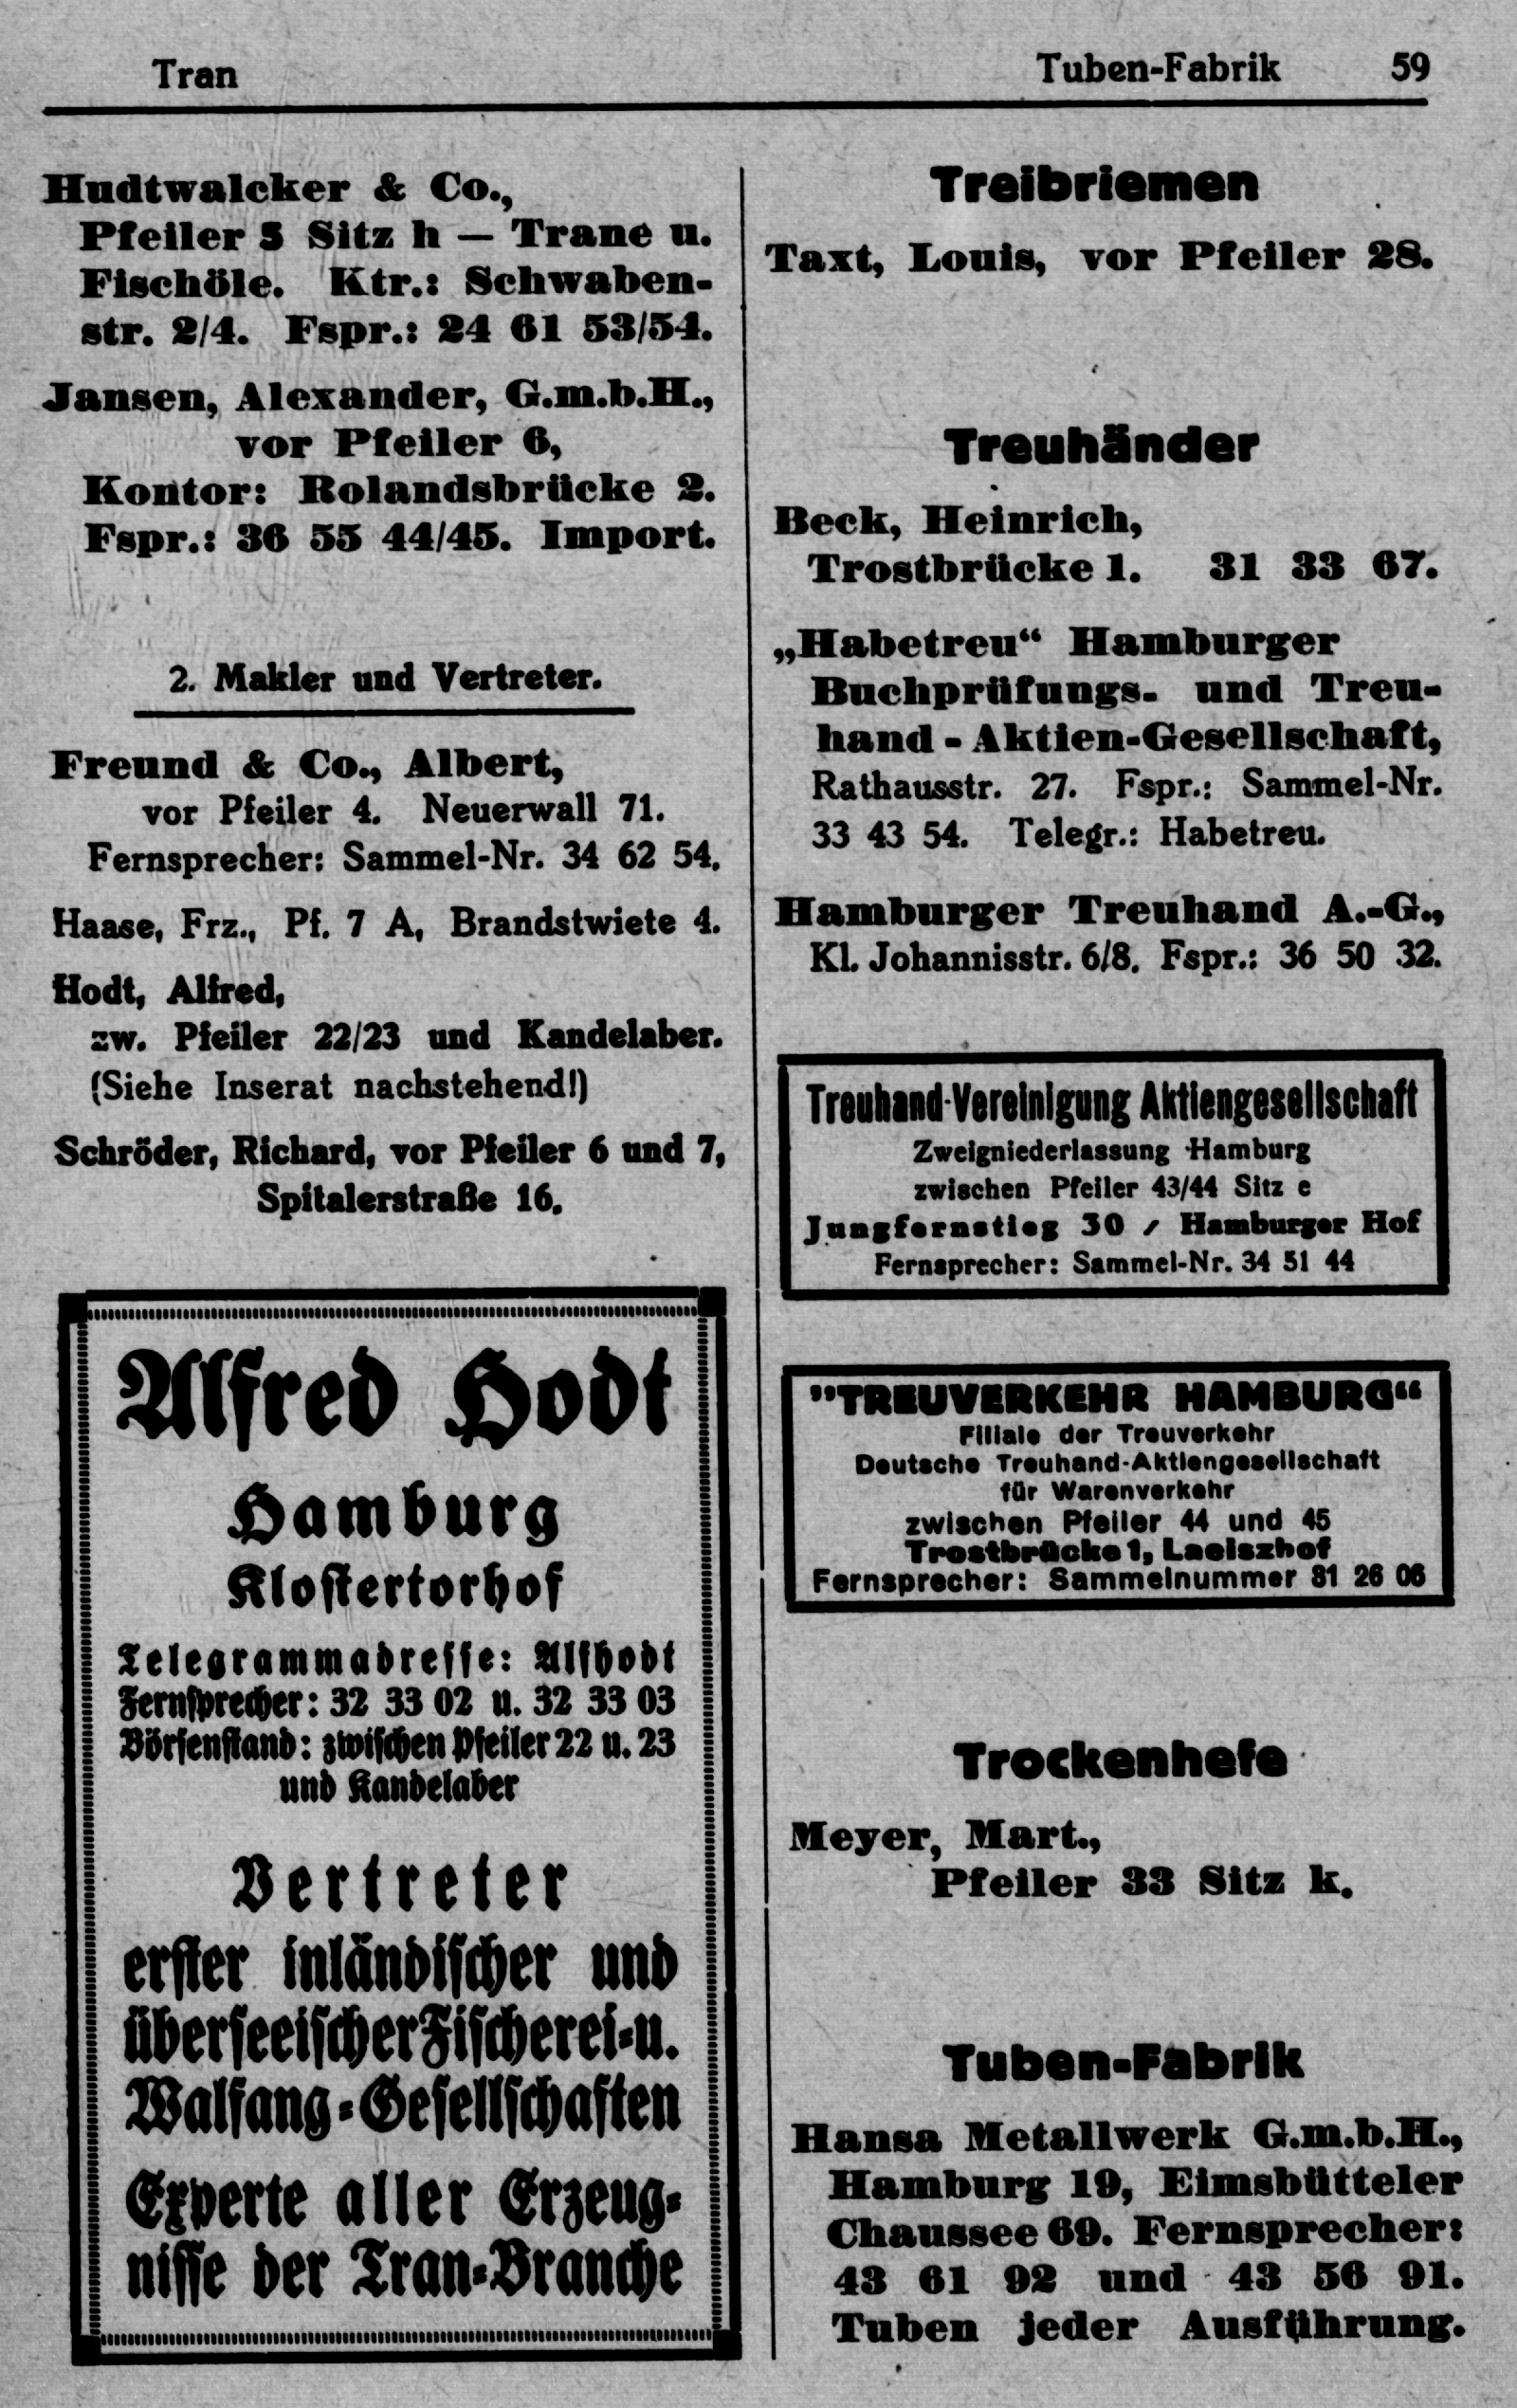 Tran
Tuben-Fabrik 59
Hudtwalcker & Co.,
Pfeiler 5 Sitz h — Trane u.
Fischöle. Ktr.: Schwaben-
str. 2/4. Fspr.: 24 61 53/54.
Jansen, Alexander, G.m.b.H.,
vor Pfeiler 6,
Kontor: Rolandsbrücke 2.
Fspr.: 36 55 44/45. Import.
2. Makler und Vertreter.
Freund & Co., Albert,
vor Pfeiler 4. Neuerwall 71.
Fernsprecher: Sammel-Nr. 34 62 54.
Haase, Frz., Pf. 7 A, Brandstwiete 4.
Hodt, Alfred,
zw. Pfeiler 22/23 und Kandelaber.
(Siehe Inserat nachstehend!)
Schröder, Richard, vor Pfeiler 6 und 7,
Spitalerstraße 16.
Alfred Hodt
Hamburg
Klostertorhof
Telegrammadresse: Alfhodt
Fernsprecher: 32 33 02 u. 32 33 03
Börsenstand: zwischen Pfeiler 22 u. 23
und Kandelaber
Vertreter
erster inländischer und
überseeischer Fischerei-u.
Walfang-Gesellschaften
Experte aller Erzeug-
nisse der Tran-Branche
Treibriemen
Taxt, Louis, vor Pfeiler 28.
Treuhänder
Beck, Heinrich,
Trostbrücke 1. 31 33 67.
„Habetreu“ Hamburger
Buchprüfungs- und Treu-
hand - Aktien-Gesellschaft,
Rathausstr. 27. Fspr.: Sammel-Nr.
33 43 54. Telegr.: Habetreu.
Hamburger Treuhand A.-G.,
Kl. Johannisstr. 6/8. Fspr.: 36 50 32.
Treuhand-Vereinigung Aktiengesellschaft
Zweigniederlassung Hamburg
zwischen Pfeiler 43/44 Sitz e
Jungfernstieg 30 / Hamburger Hof
Fernsprecher: Sammel-Nr. 34 51 44
"TREUVERKEHR HAMBURG“
Filiale der Treuverkehr
Deutsche Treuhand-Aktiengesellschaft
für Warenverkehr
zwischen Pfeiler 44 und 45
Trostbrücke 1, Laeiszhof
Fernsprecher: Sammelnummer 31 26 06
Trockenhefe
Meyer, Mart.,
Pfeiler 33 Sitz k.
Tuben-Fabrik
Hansa Metallwerk G.m.b.H.,
Hamburg 19, Eimsbütteler
Chaussee 69. Fernsprecher:
43 61 92 und 43 56 91.
Tuben jeder Ausführung.